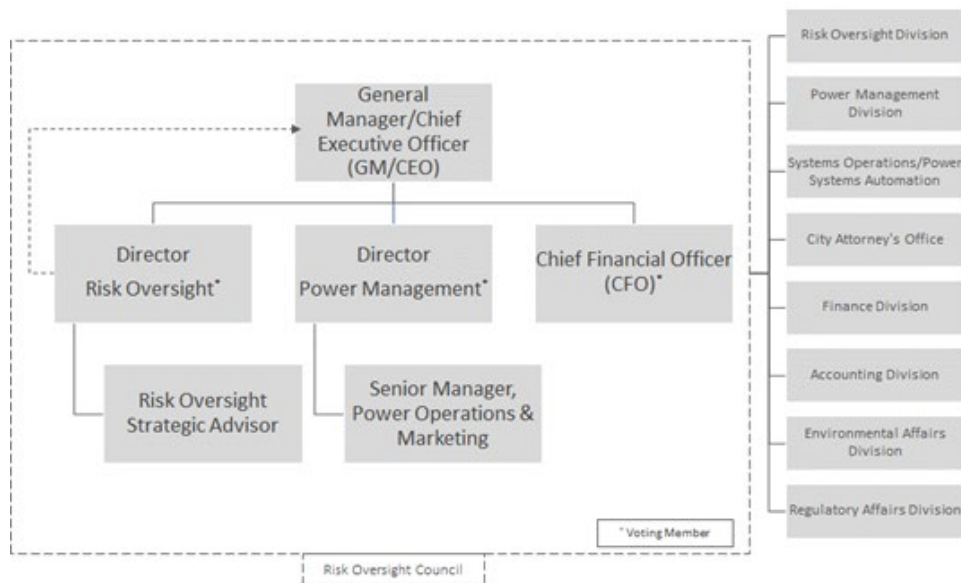 General
Manager/Chief
Executive Officer
(GM/CEO)
Director
Risk Oversight*
Director
Power Management*
Chief Financial Officer
(CFO)*
Risk Oversight
Strategic Advisor
Senior Manager,
Power Operations &
Marketing
* Voting Member
Risk Oversight Council
Risk Oversight Division
Power Management
Division
Systems Operations/Power
Systems Automation
City Attorney's Office
Finance Division
Accounting Division
Environmental Affairs
Division
Regulatory Affairs Division